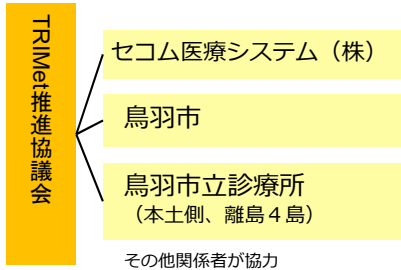 TRIMet推進協議会
セコム医療システム（株）
鳥羽市
鳥羽市立診療所
（本土側、離島４島）
その他関係者が協力